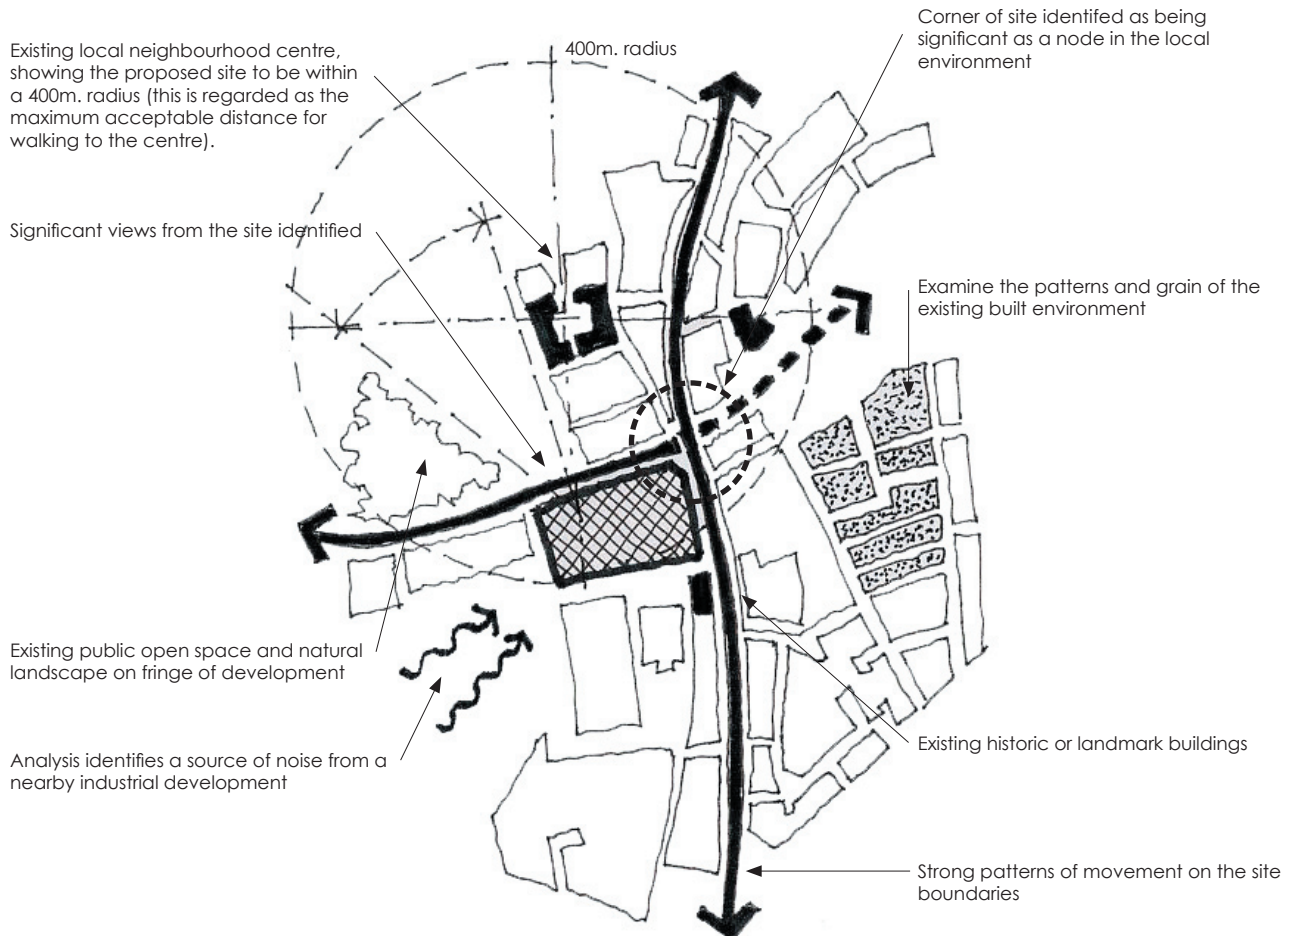 Corner of site identifed as being
significant as a node in the local
environment
400m. radius
Existing local neighbourhood centre,
showing the proposed site to be within
a 400m. radius (this is regarded as the
maximum acceptable distance for
walking to the centre).
Significant views from the site identified
Examine the patterns and grain of the
existing built environment
Existing public open space and natural
landscape on fringe of development
Analysis identifies a source of noise from a
nearby industrial development
Existing historic or landmark buildings
Strong patterns of movement on the site
boundaries